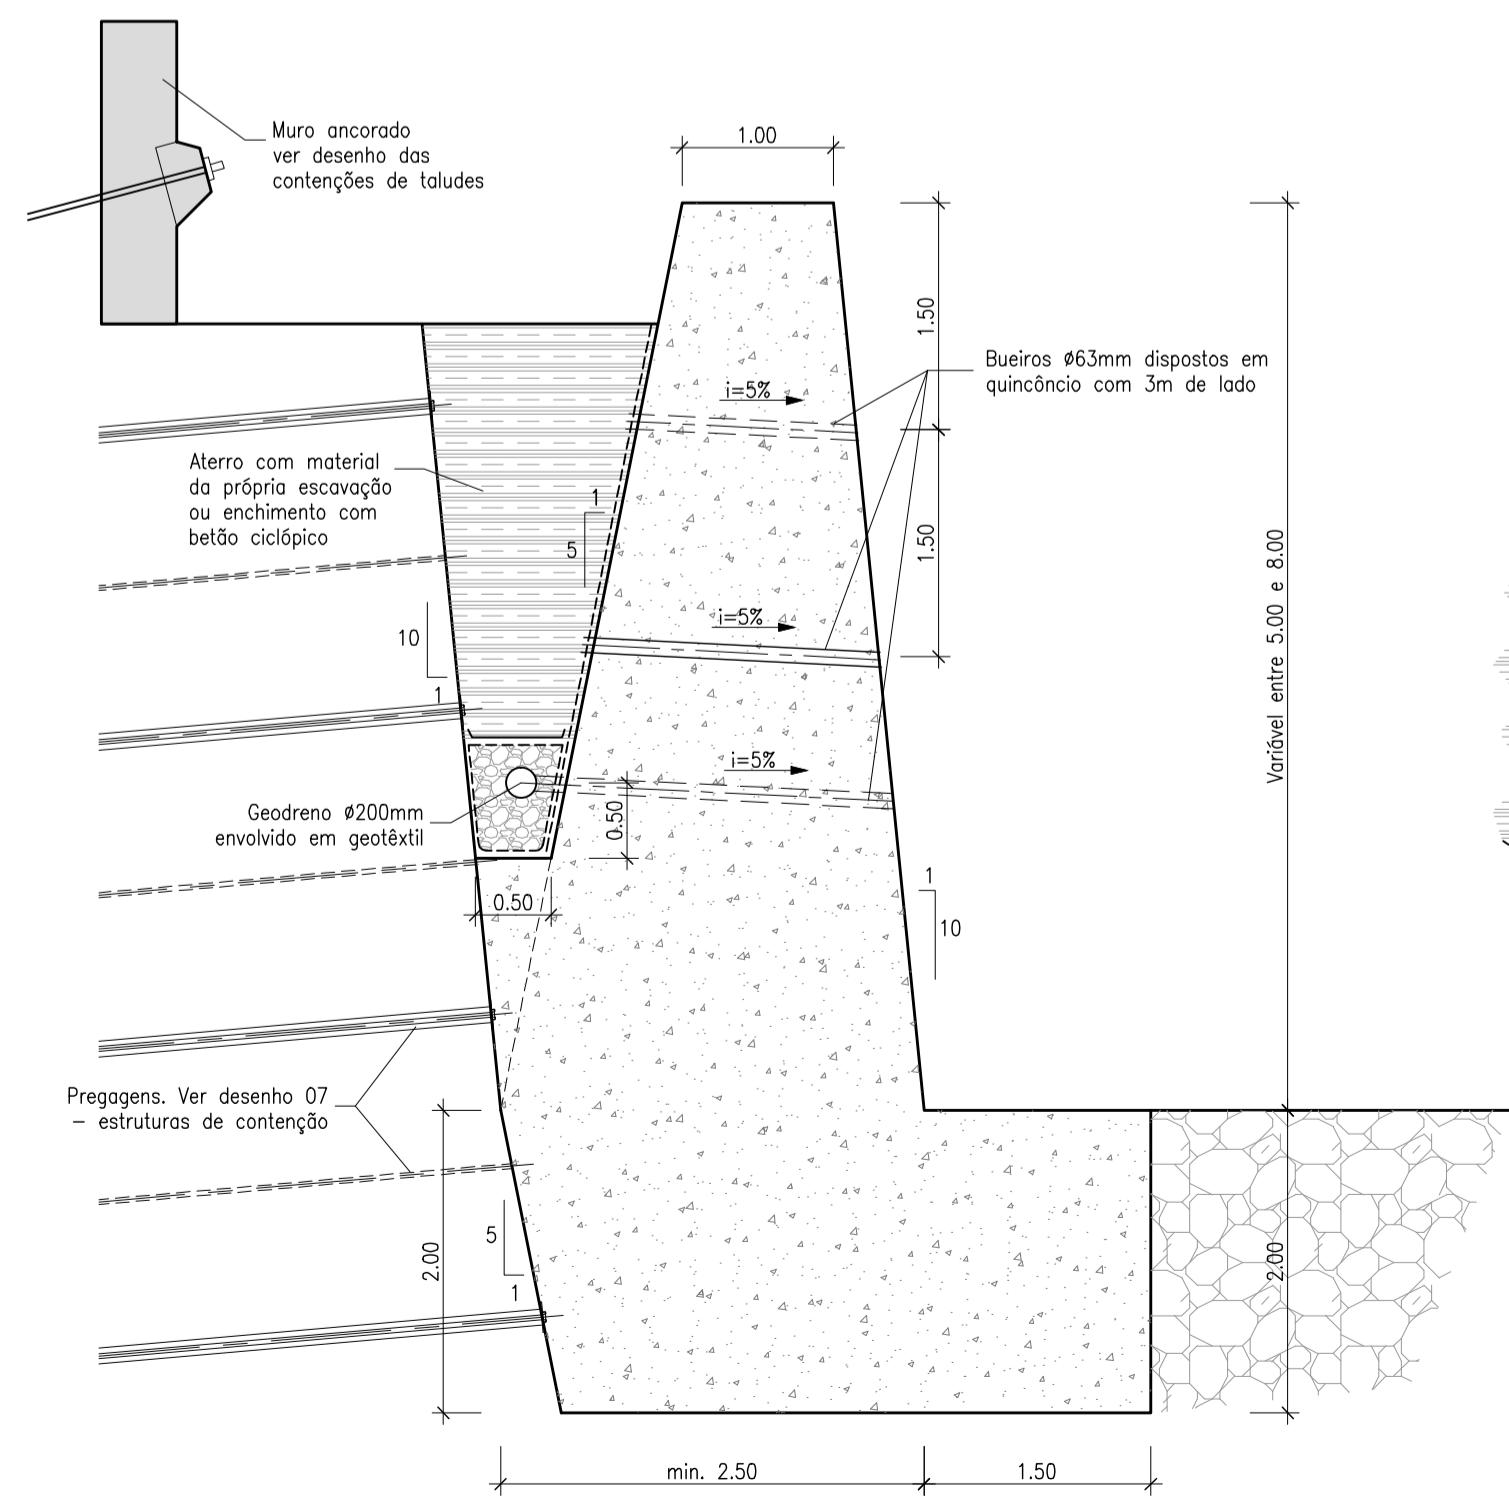 Muro ancorado
ver desenho das
contenções de taludes
1.00
1.50
Bueiros Ø63mm dispostos em
quincôncio com 3m de lado
i=5%
Aterro com material
da própria escavação
ou enchimento com
betão ciclópico
1
5
1.50
Variável entre 5.00 e 8.00
i=5%
10
1
i=5%
Geodreno Ø200mm
envolvido em geotêxtil
0.50
0.50
1
10
Pregagens. Ver desenho 07
– estruturas de contenção
2.00
5
1
2.00
min. 2.50
1.50